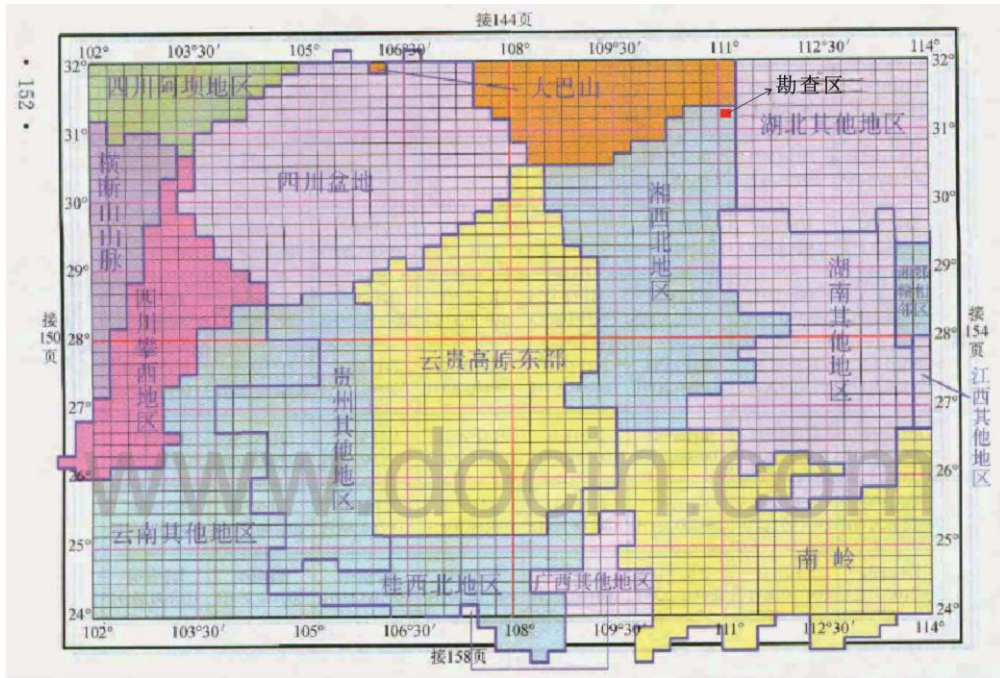 接144页
102° 103°30′ 105° 106°30′ 108° 109°30′ 111° 112°30′ 114°
· 152 ·
32°
32°
四川阿坝地区
大巴山
勘查区
湖北其他地区
31°
31°
横断山山脉
四川盆地
湘西北地区
30°
30°
29°
29°
四川攀西地区
湖南其他地区
接150页
28°
28°
接154页
云贵高原东部
贵州其他地区
江西其他地区
27°
27°
www.docin.com
26°
26°
云南其他地区
25°
25°
南岭
桂西北地区
广西其他地区
24°
24°
102° 103°30′ 105° 106°30′ 108° 109°30′ 111° 112°30′ 114°
接158页